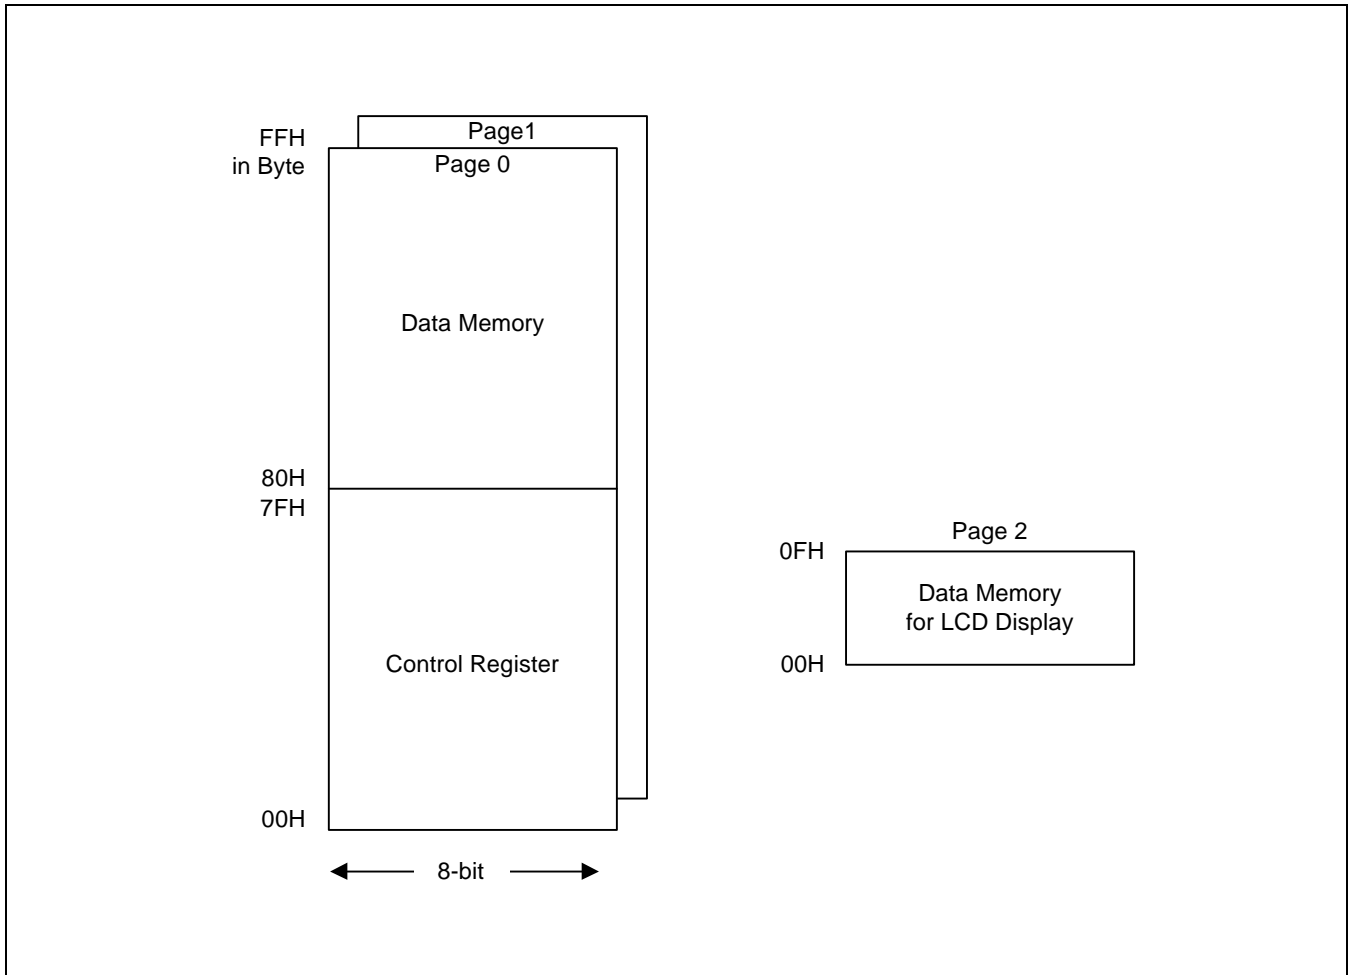 Page1
FFH
in Byte
Page 0
Data Memory
80H
7FH
Control Register
00H
8-bit
Page 2
0FH
Data Memory
for LCD Display
00H